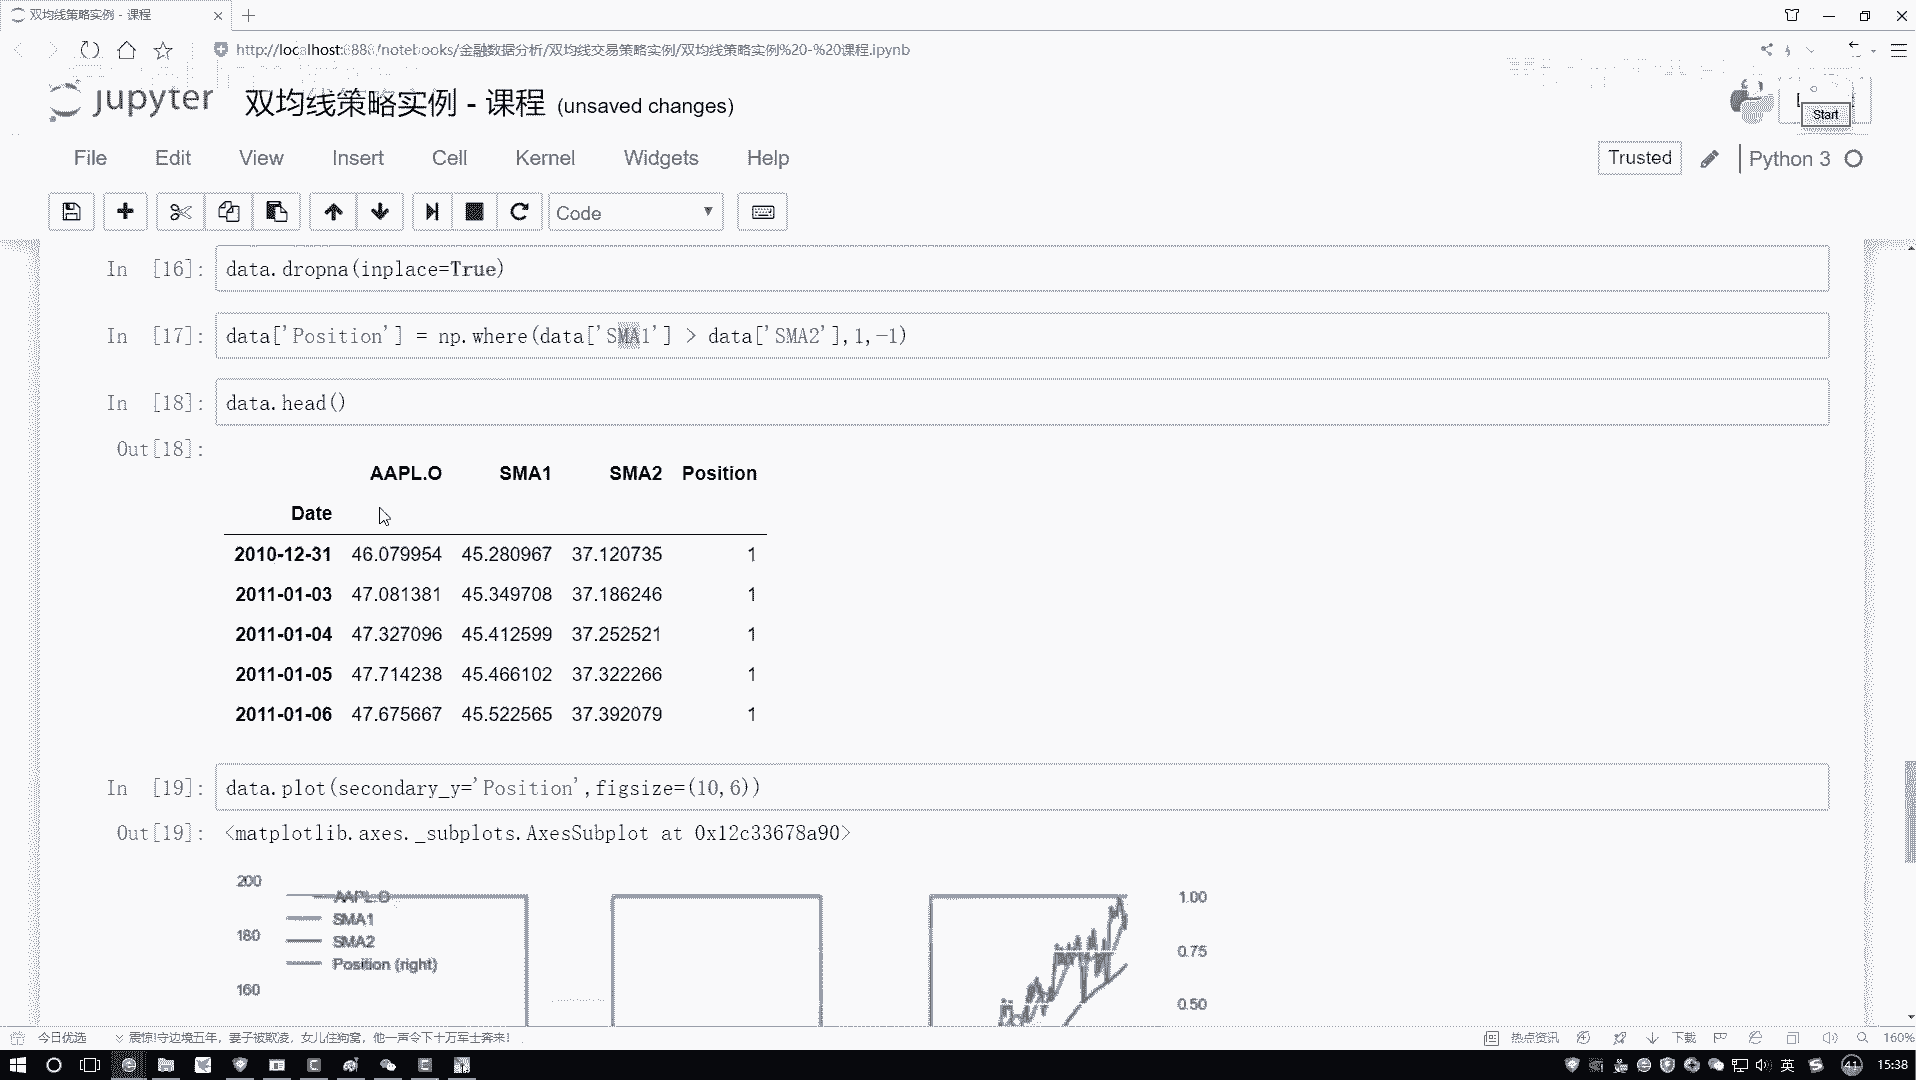 双均线策略实例 - 课程
http://localhost:8888/notebooks/金融数据分析/双均线交易策略实例/双均线策略实例%20-%20课程.ipynb
jupyter 双均线策略实例 - 课程 (unsaved changes)
Start
File Edit View Insert Cell Kernel Widgets Help
Trusted Python 3
Code
In [16]: data.dropna(inplace=True)
In [17]: data['Position'] = np.where(data['SMA1'] > data['SMA2'],1,-1)
In [18]: data.head()
Out[18]:
AAPL.O SMA1 SMA2 Position
Date
2010-12-31 46.079954 45.280967 37.120735 1
2011-01-03 47.081381 45.349708 37.186246 1
2011-01-04 47.327096 45.412599 37.252521 1
2011-01-05 47.714238 45.466102 37.322266 1
2011-01-06 47.675667 45.522565 37.392079 1
In [19]: data.plot(secondary_y='Position',figsize=(10,6))
Out[19]: <matplotlib.axes._subplots.AxesSubplot at 0x12c33678a90>
200
AAPL.O
1.00
SMA1
180
SMA2
0.75
Position (right)
160
0.50
今日优选 震惊!守边境五年，妻子被欺凌，女儿住狗窝，他一声令下十万军士奔来!
热点资讯 下载 160%
英 41 15:38